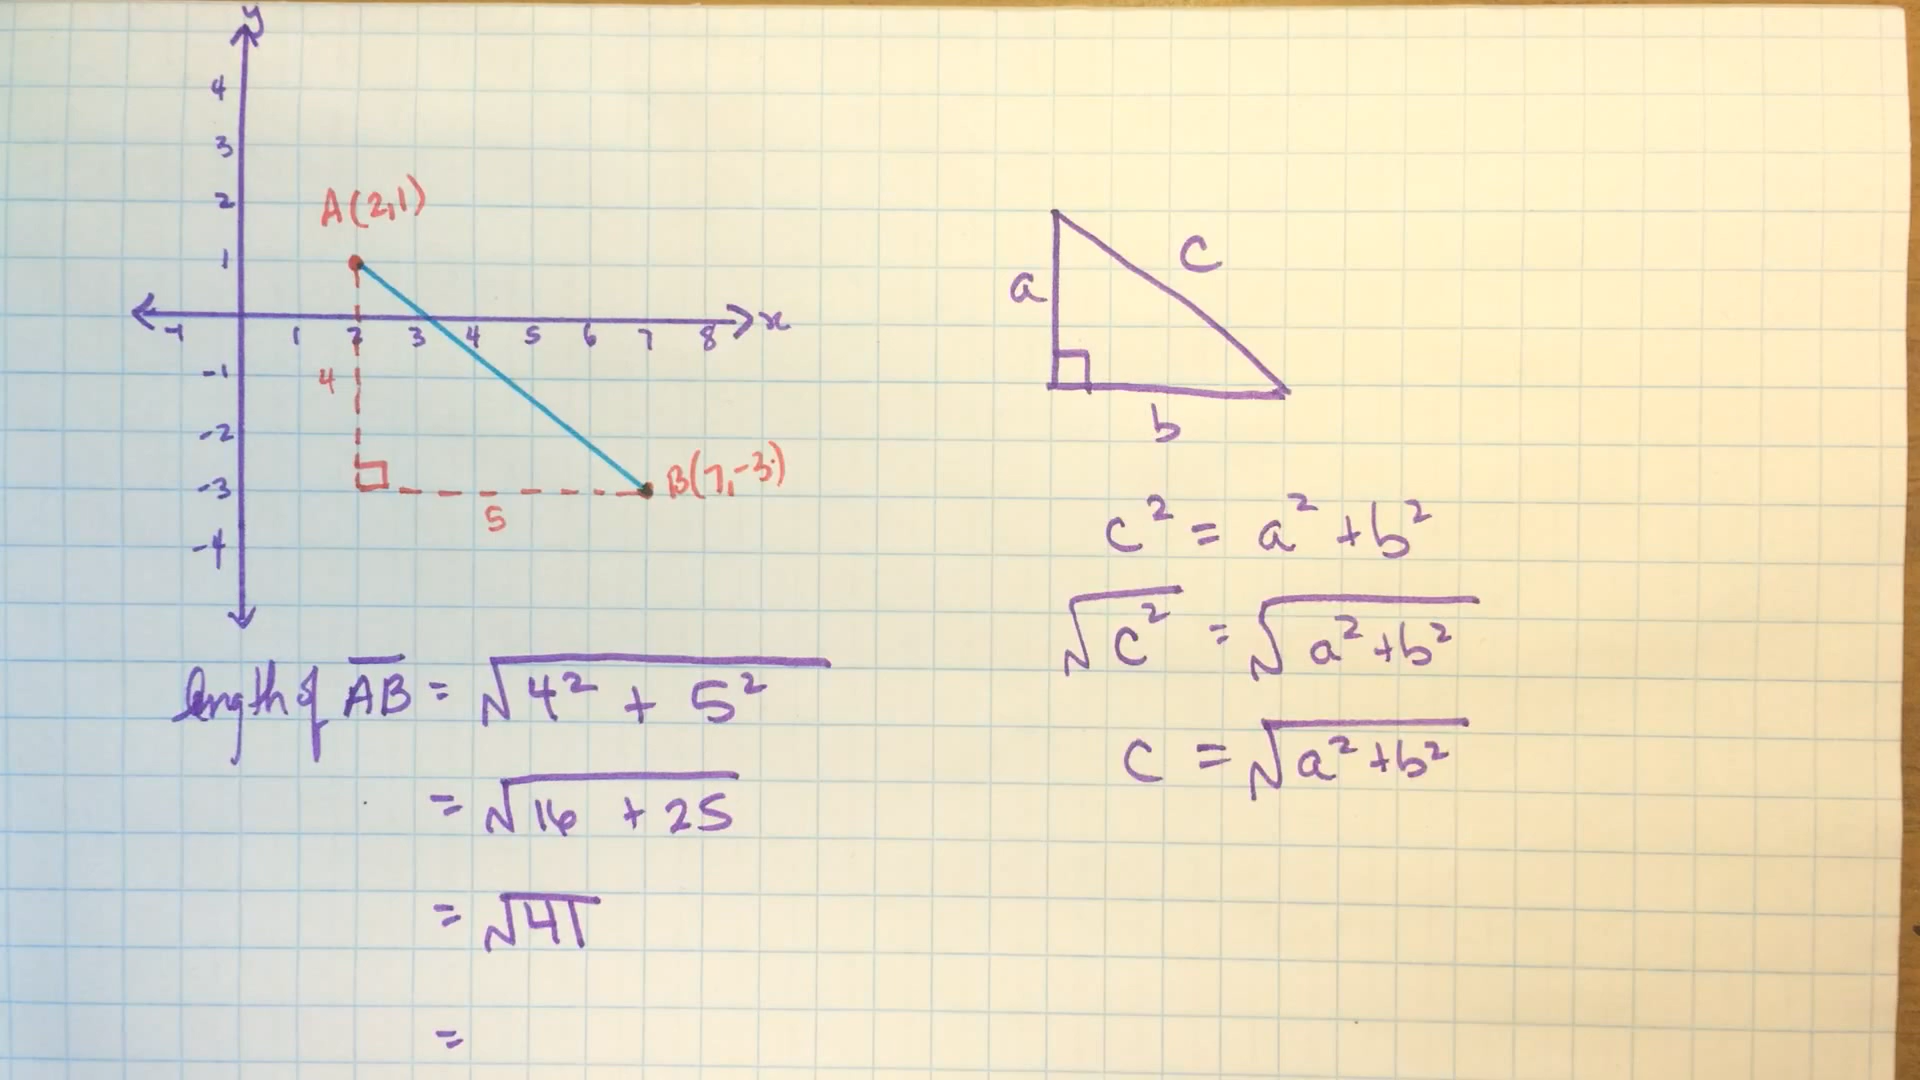 y
4
3
2
A(2,1)
1
-1 1 2 3 4 5 6 7 8 x
-1
4
-2
-3
B(7,-3)
5
-4
length of A̅B̅ = √4² + 5²
= √16 + 25
= √41
=
a
c
b
c² = a² + b²
√c² = √a² + b²
c = √a² + b²